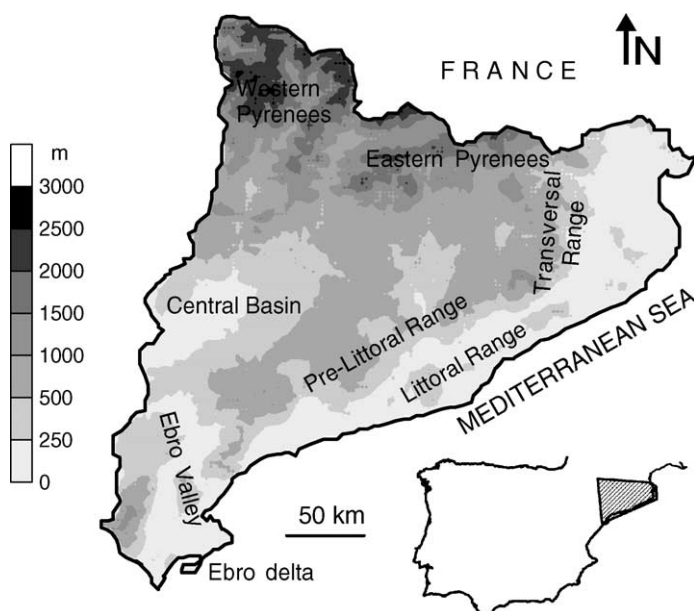 N
FRANCE
Western
Pyrenees
Eastern Pyrenees
Transversal
Range
m
3000
2500
2000
1500
1000
500
250
0
Central Basin
Pre-Littoral Range
Littoral Range
MEDITERRANEAN SEA
Ebro Valley
50 km
Ebro delta